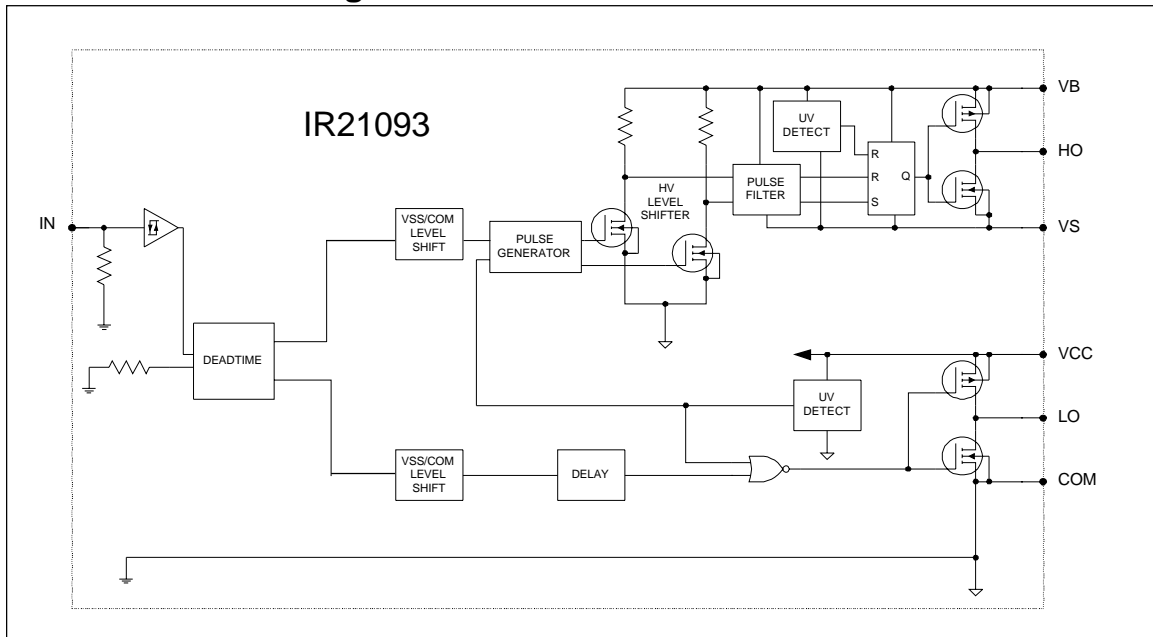 IR21093
VB
UV
DETECT
HO
R
R
Q
S
PULSE
FILTER
HV
LEVEL
SHIFTER
VS
IN
VSS/COM
LEVEL
SHIFT
PULSE
GENERATOR
DEADTIME
VCC
UV
DETECT
LO
VSS/COM
LEVEL
SHIFT
DELAY
COM